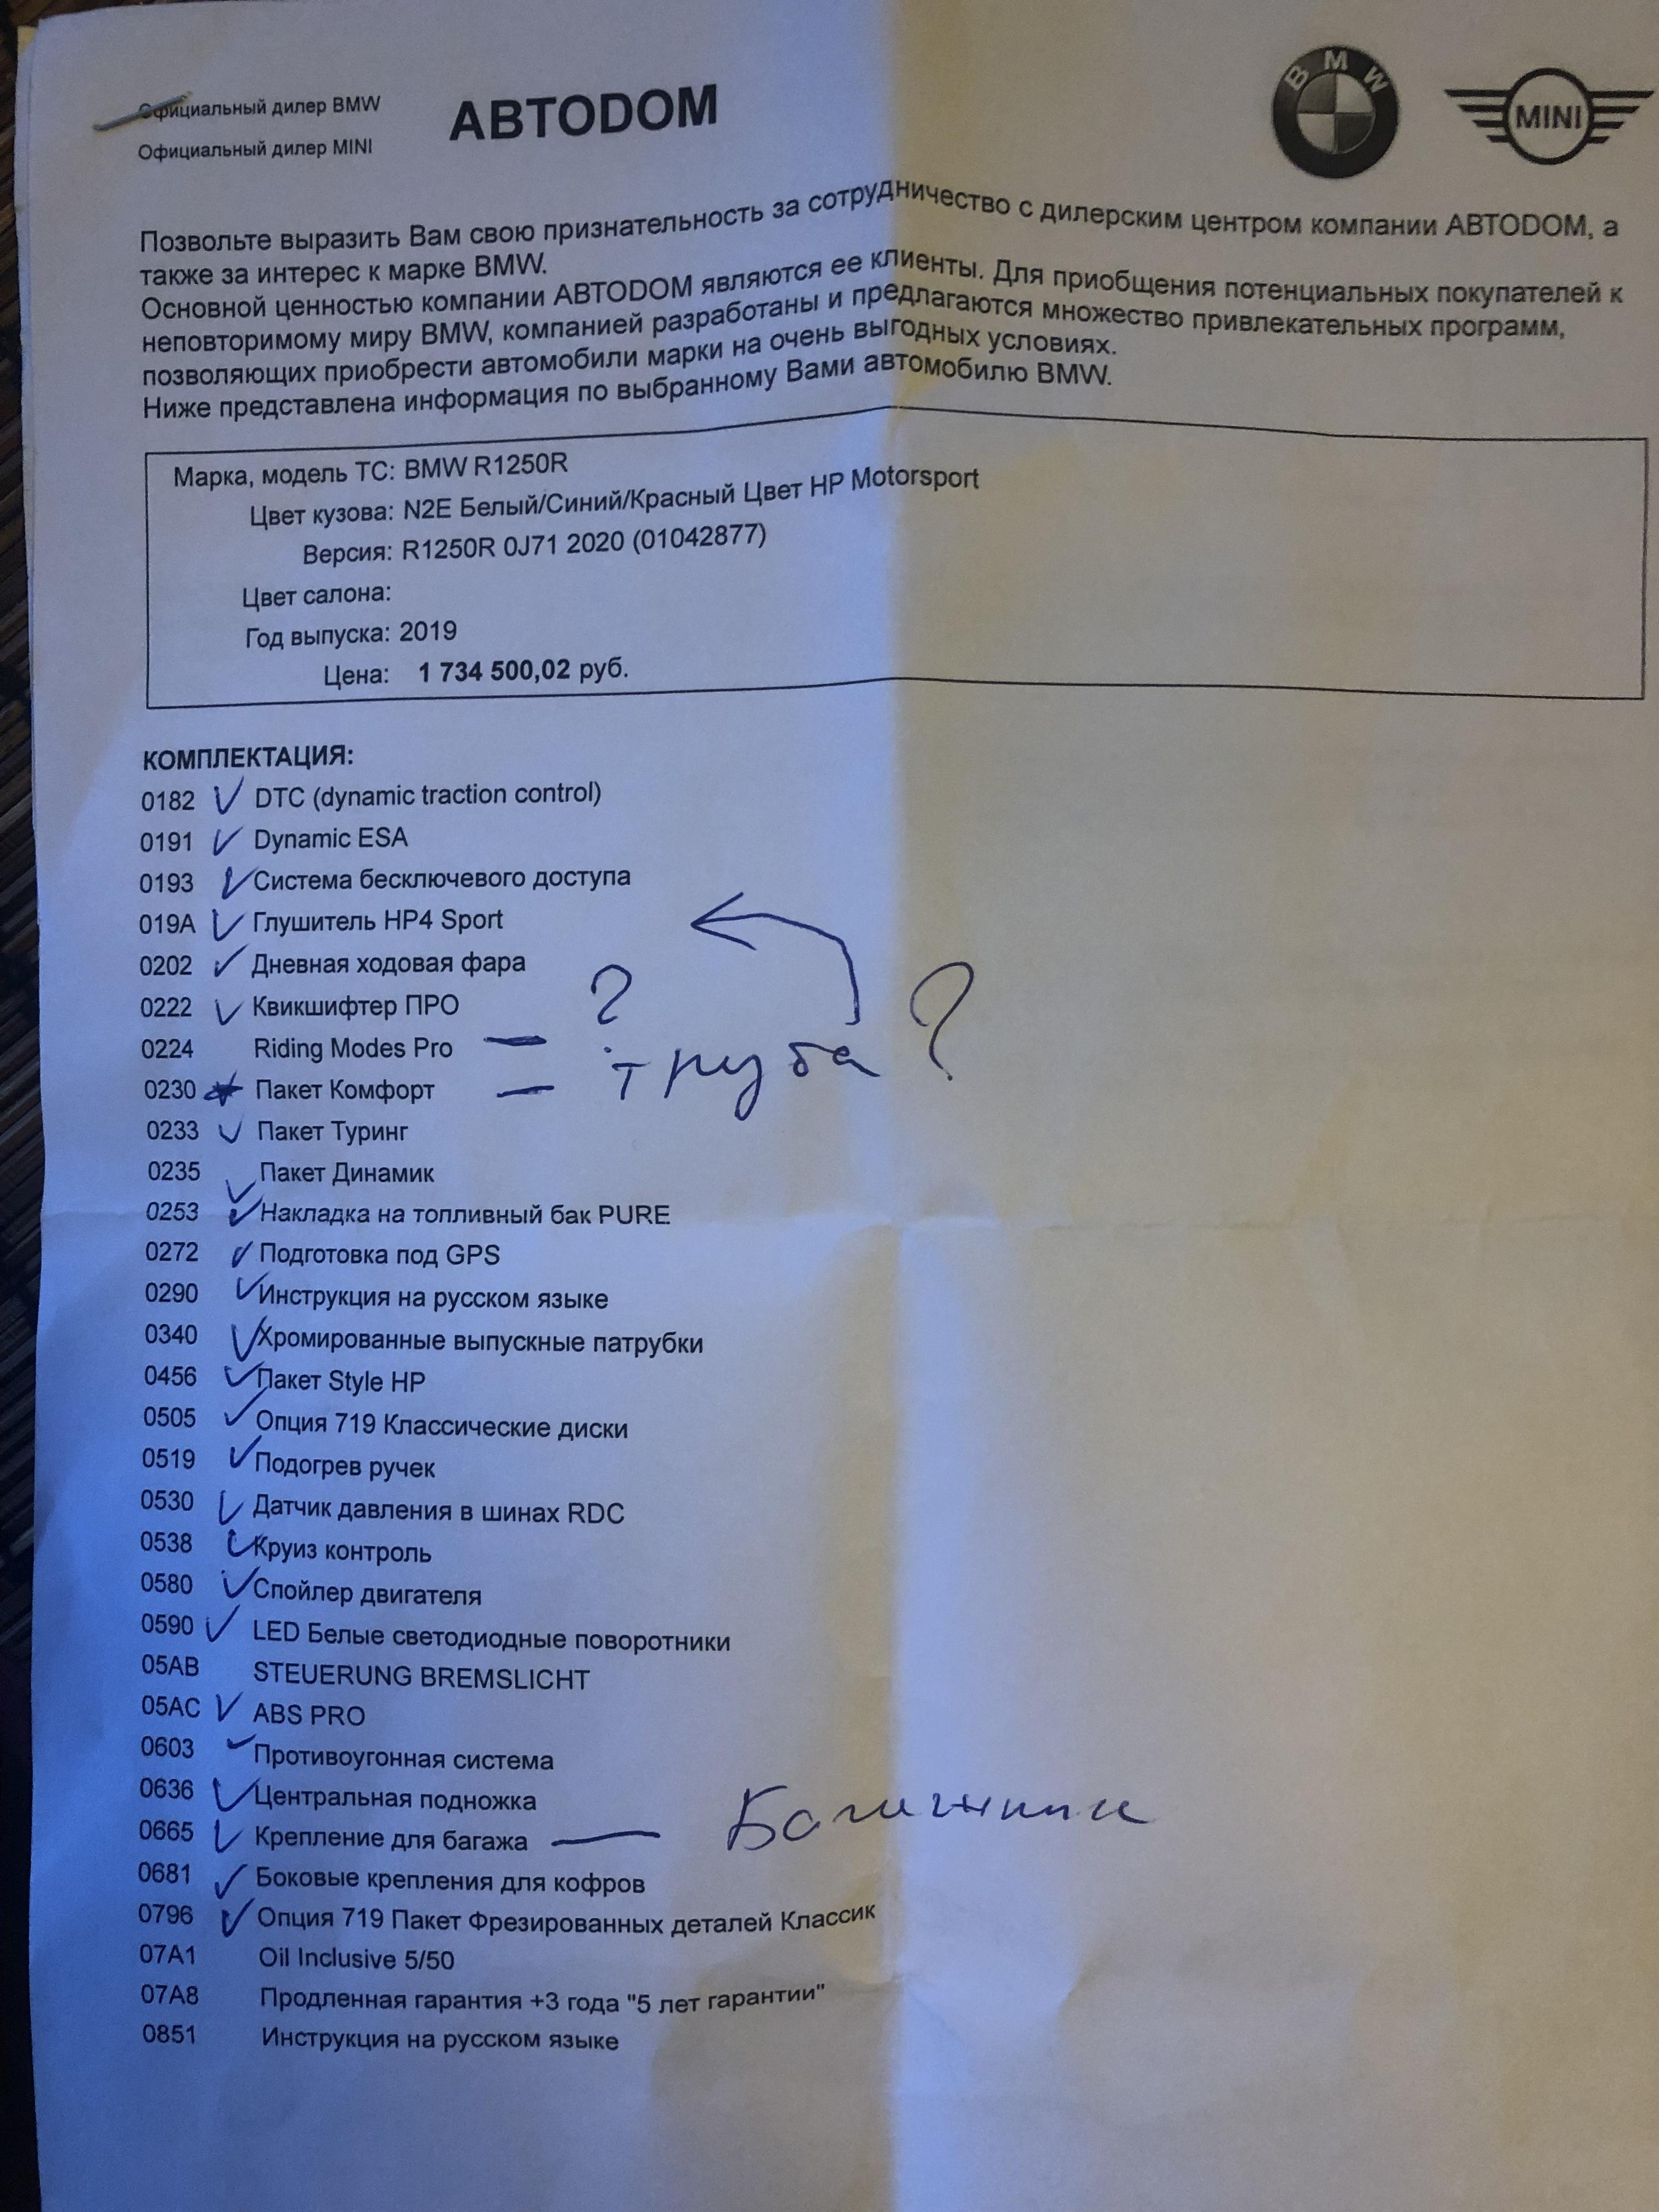 Официальный дилер BMW
АВТОDOM
BMW
MINI
Официальный дилер MINI
Позвольте выразить Вам свою признательность за сотрудничество с дилерским центром компании АВТОDOM, а
также за интерес к марке BMW.
Основной ценностью компании АВТОDOM являются ее клиенты. Для приобщения потенциальных покупателей к
неповторимому миру BMW, компанией разработаны и предлагаются множество привлекательных программ,
позволяющих приобрести автомобили марки на очень выгодных условиях.
Ниже представлена информация по выбранному Вами автомобилю BMW.
Марка, модель ТС: BMW R1250R
Цвет кузова: N2E Белый/Синий/Красный Цвет HP Motorsport
Версия: R1250R 0J71 2020 (01042877)
Цвет салона:
Год выпуска: 2019
Цена: 1 734 500,02 руб.
КОМПЛЕКТАЦИЯ:
0182 DTC (dynamic traction control)
0191 Dynamic ESA
0193 Система бесключевого доступа
019A Глушитель HP4 Sport
0202 Дневная ходовая фара
0222 Квикшифтер ПРО ?
0224 Riding Modes Pro — труба ?
0230 Пакет Комфорт —
0233 Пакет Туринг
0235 Пакет Динамик
0253 Накладка на топливный бак PURE
0272 Подготовка под GPS
0290 Инструкция на русском языке
0340 Хромированные выпускные патрубки
0456 Пакет Style HP
0505 Опция 719 Классические диски
0519 Подогрев ручек
0530 Датчик давления в шинах RDC
0538 Круиз контроль
0580 Спойлер двигателя
0590 LED Белые светодиодные поворотники
05AB STEUERUNG BREMSLICHT
05AC ABS PRO
0603 Противоугонная система
0636 Центральная подножка
0665 Крепление для багажа —
0681 Боковые крепления для кофров
0796 Опция 719 Пакет Фрезированных деталей Классик
07A1 Oil Inclusive 5/50
07A8 Продленная гарантия +3 года "5 лет гарантии"
0851 Инструкция на русском языке